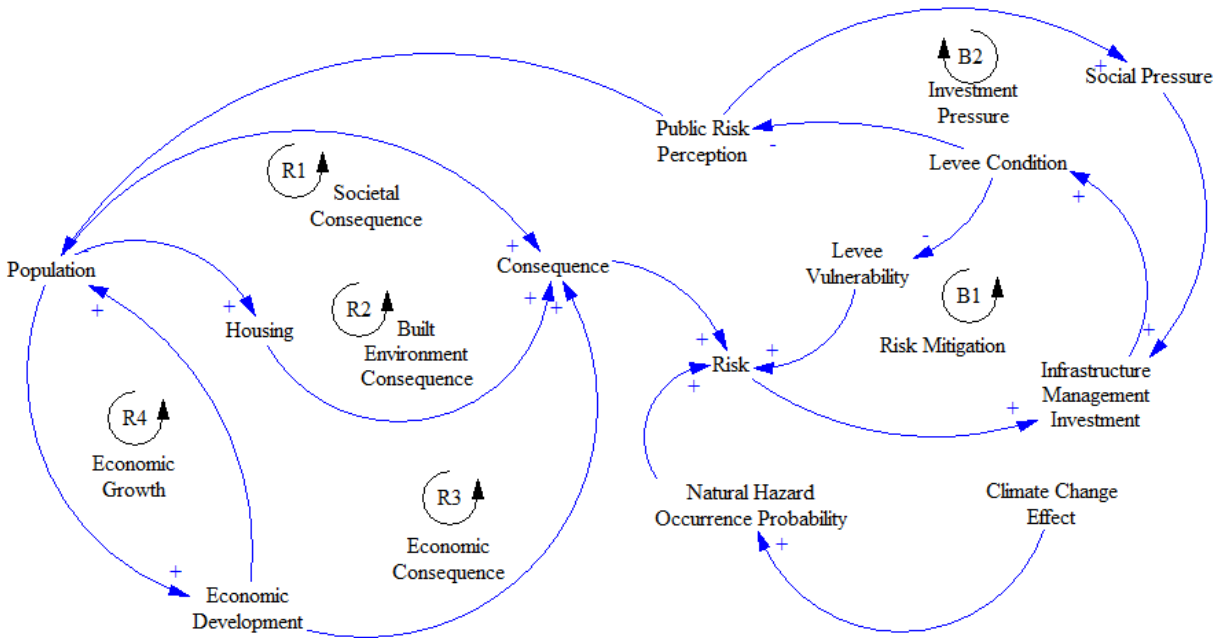 B2
Investment
Pressure
Social Pressure
+
Public Risk
Perception
-
Levee Condition
+
R1
Societal
Consequence
-
Population
+
+
Consequence
+
Housing
+
+
R2
Built
Environment
Consequence
-
Levee
Vulnerability
B1
Risk Mitigation
+
+
Risk
+
+
Infrastructure
Management
Investment
+
R4
Economic
Growth
R3
Economic
Consequence
Natural Hazard
Occurrence Probability
+
Climate Change
Effect
+
Economic
Development